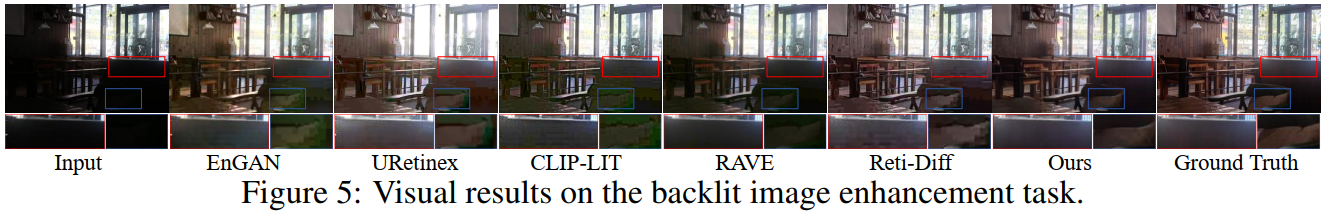 Input EnGAN URetinex CLIP-LIT RAVE Reti-Diff Ours Ground Truth
Figure 5: Visual results on the backlit image enhancement task.